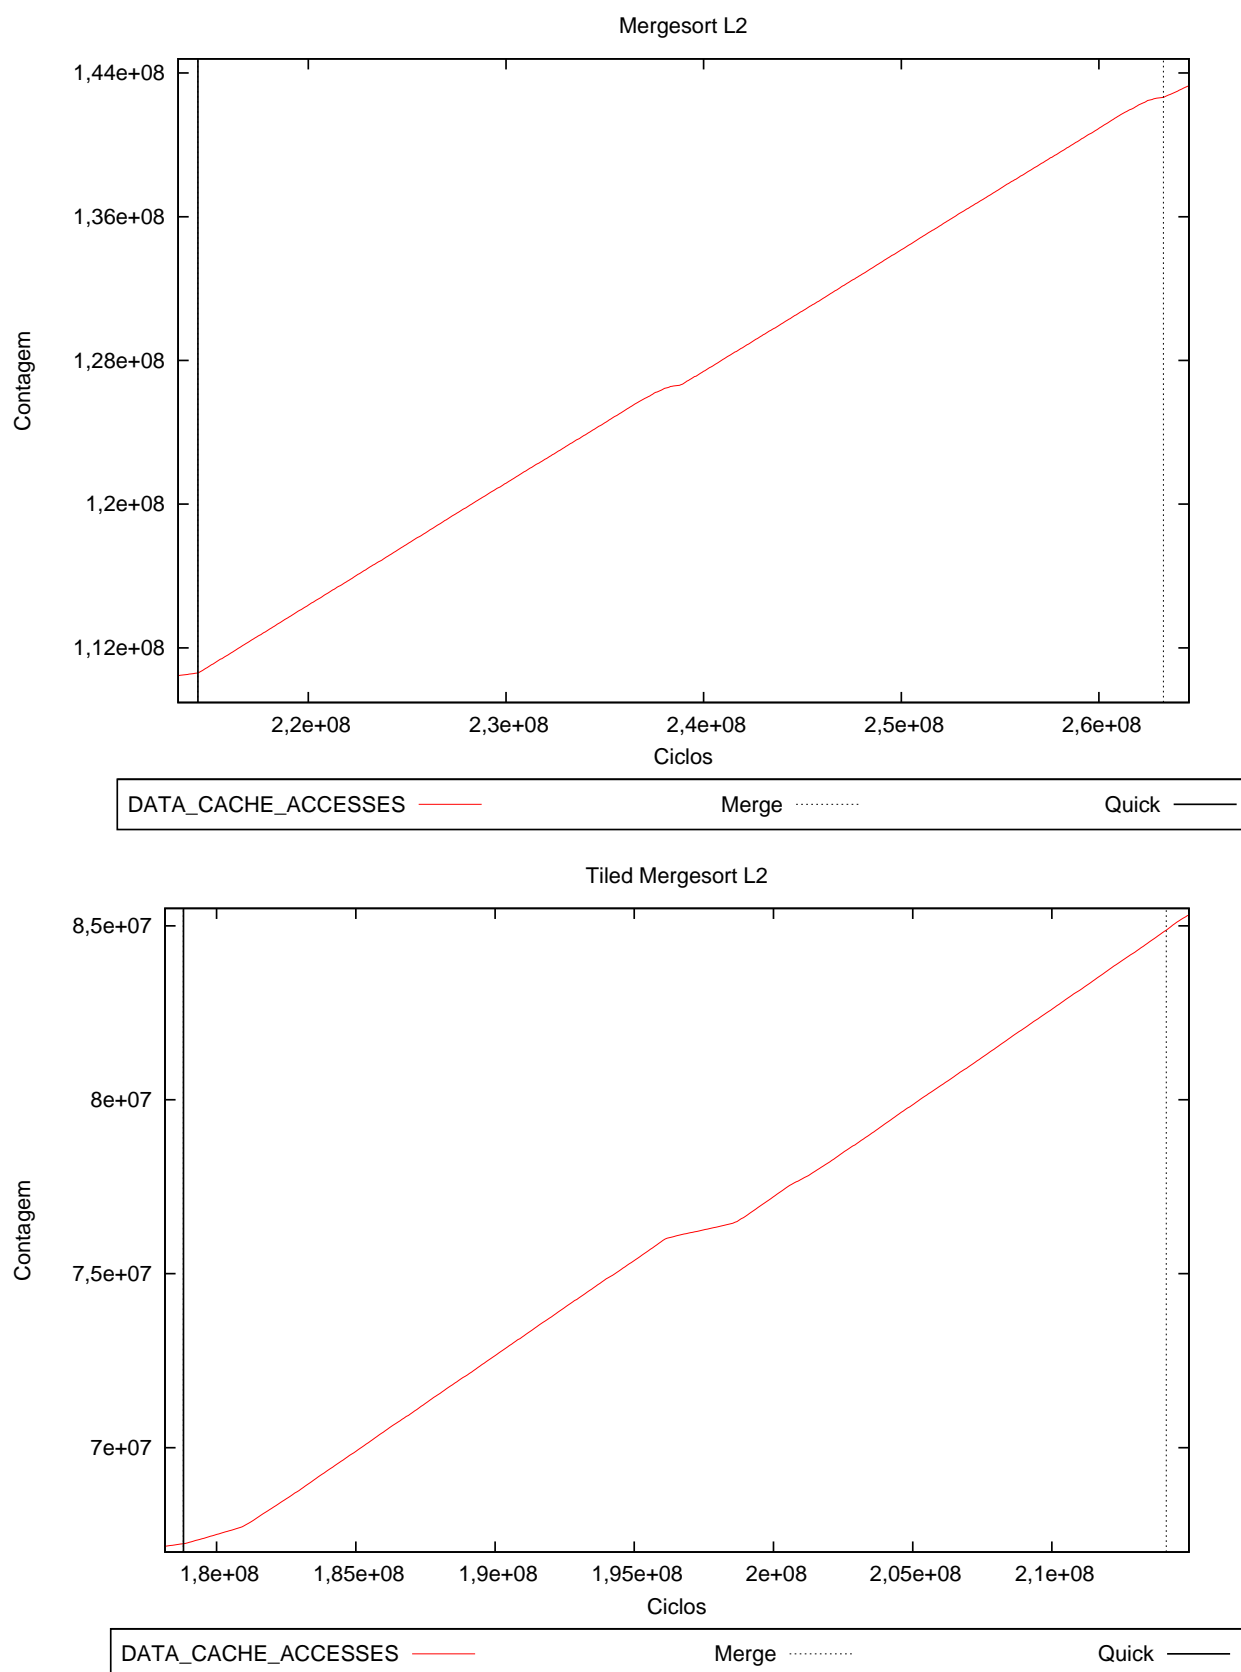 Mergesort L2
1,44e+08
1,36e+08
1,28e+08
1,2e+08
1,12e+08
Contagem
2,2e+08 2,3e+08 2,4e+08 2,5e+08 2,6e+08
Ciclos
DATA_CACHE_ACCESSES Merge Quick
Tiled Mergesort L2
8,5e+07
8e+07
7,5e+07
7e+07
Contagem
1,8e+08 1,85e+08 1,9e+08 1,95e+08 2e+08 2,05e+08 2,1e+08
Ciclos
DATA_CACHE_ACCESSES Merge Quick